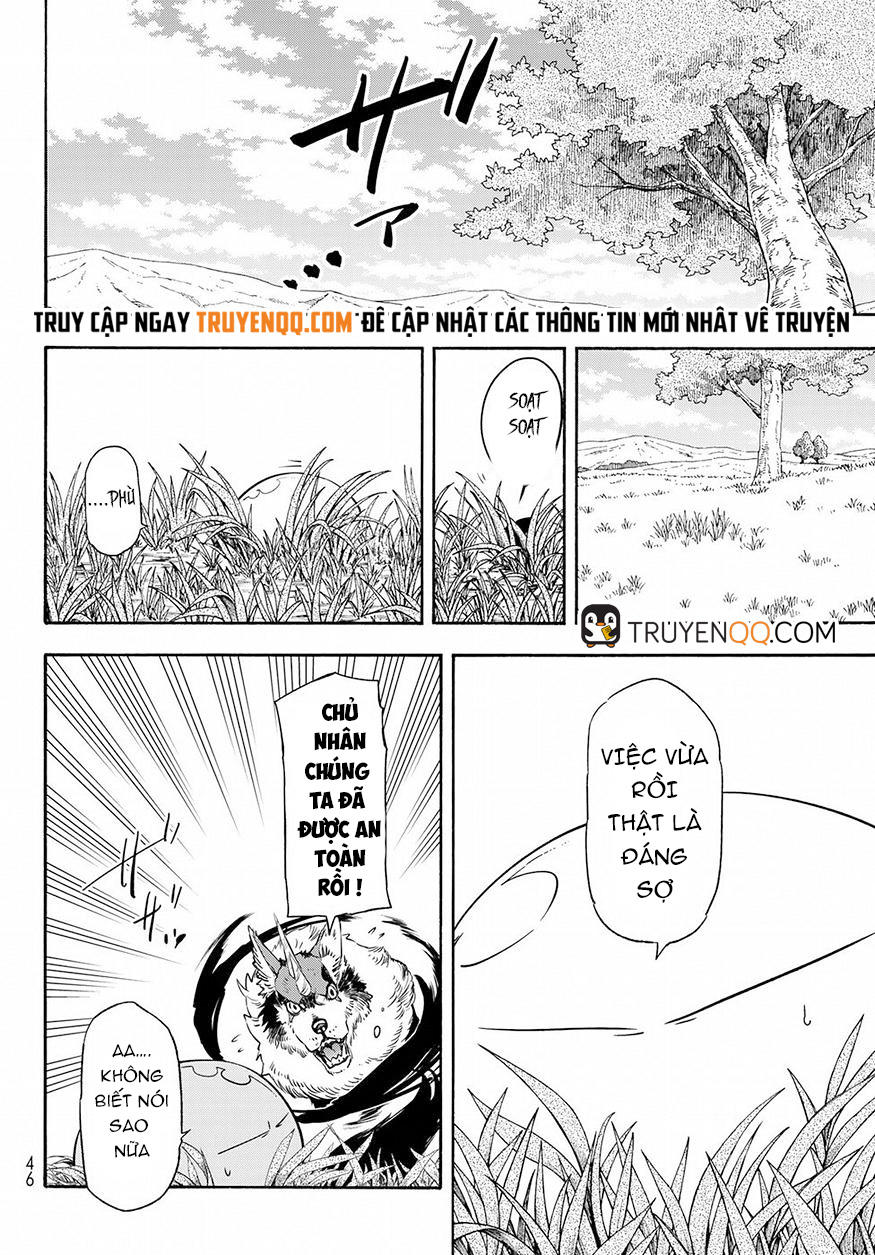 ザァ...
TRUY CẬP NGAY TRUYENQQ.COM ĐỂ CẬP NHẬT CÁC THÔNG TIN MỚI NHẤT VỀ TRUYỆN
SOẠT
SOẠT
....PHÙ
TRUYENQQ.COM
VIỆC VỪA
RỒI
THẬT LÀ
ĐÁNG
SỢ
CHỦ
NHÂN
CHÚNG
TA ĐÃ
ĐƯỢC AN
TOÀN
RỒI !
AA....
KHÔNG
BIẾT NÓI
SAO
NỮA
46